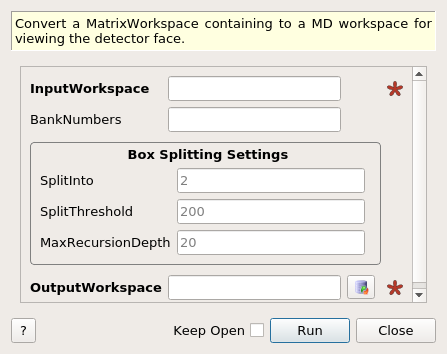 Convert a MatrixWorkspace containing to a MD workspace for
viewing the detector face.
InputWorkspace
BankNumbers
Box Splitting Settings
SplitInto 2
SplitThreshold 200
MaxRecursionDepth 20
OutputWorkspace
? Keep Open Run Close